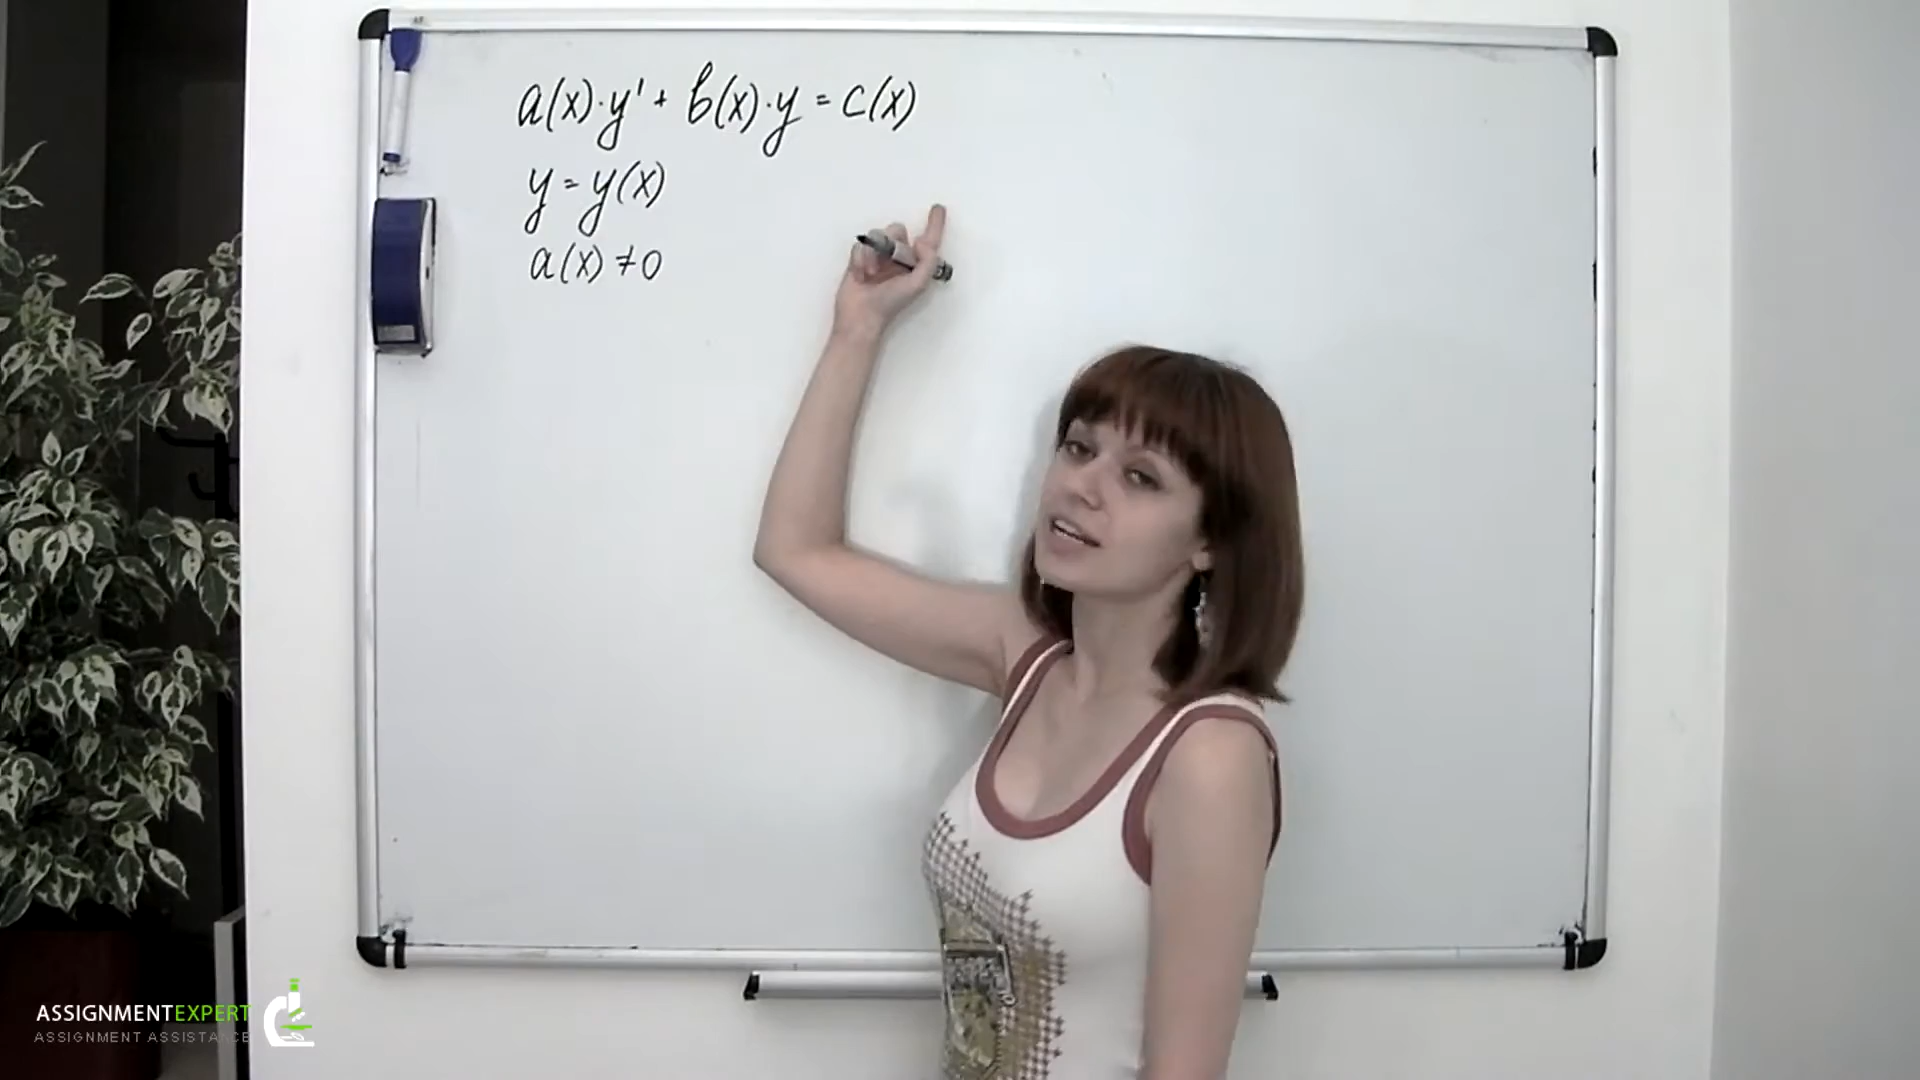 a(x)·y' + b(x)·y = c(x)
y = y(x)
a(x) ≠ 0
ASSIGNMENTEXPERT
ASSIGNMENT ASSISTANCE